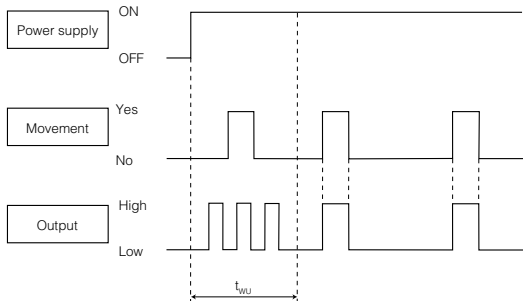 ON
Power supply
OFF
Yes
Movement
No
High
Output
Low
tWU